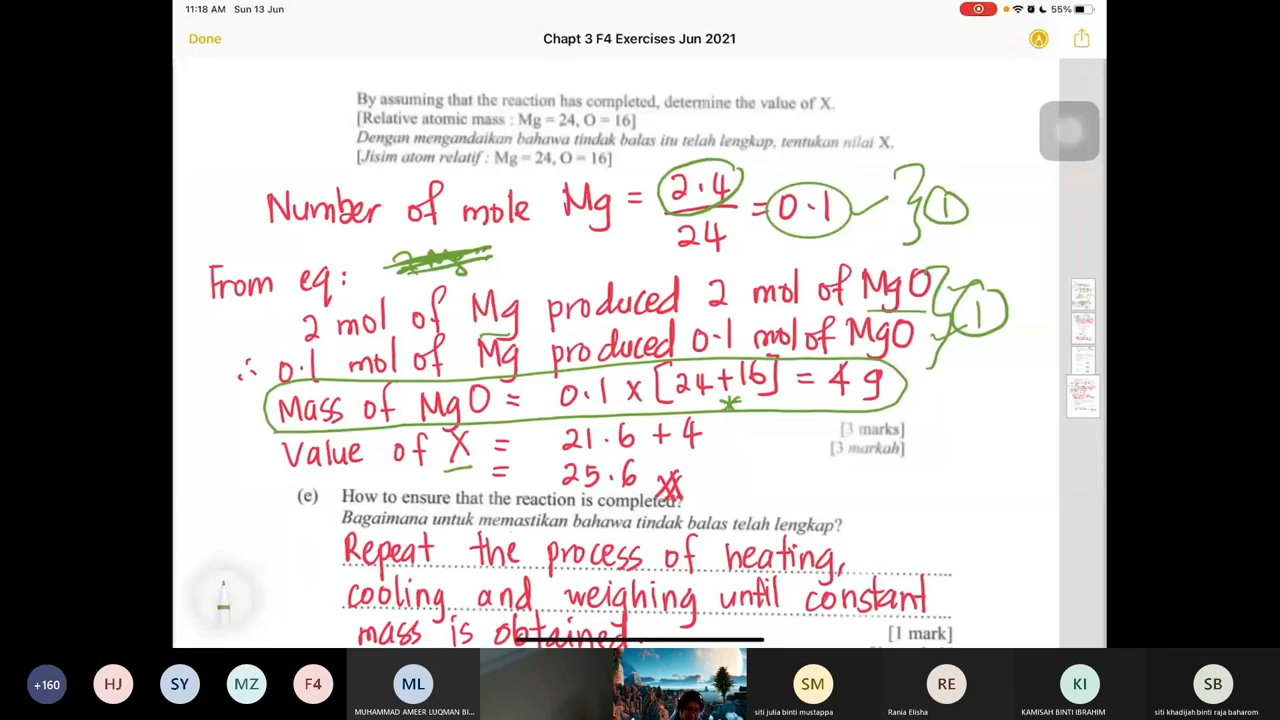 11:18 AM Sun 13 Jun
55%
Done
Chapt 3 F4 Exercises Jun 2021
By assuming that the reaction has completed, determine the value of X.
[Relative atomic mass : Mg = 24, O = 16]
Dengan mengandaikan bahawa tindak balas itu telah lengkap, tentukan nilai X.
[Jisim atom relatif : Mg = 24, O = 16]
Number of mole Mg = 2.4 / 24 = 0.1 } 1
From eq:
2 mol of Mg produced 2 mol of MgO
∴ 0.1 mol of Mg produced 0.1 mol of MgO } 1
Mass of MgO = 0.1 x [24+16] = 4 g
[3 marks]
[3 markah]
Value of X = 21.6 + 4
= 25.6
(e) How to ensure that the reaction is completed?
Bagaimana untuk memastikan bahawa tindak balas telah lengkap?
Repeat the process of heating,
cooling and weighing until constant
mass is obtained.
[1 mark]
+160
HJ
SY
MZ
F4
ML
SM
RE
KI
SB
MUHAMMAD AMEER LUQMAN BI...
siti julia binti mustappa
Rania Elisha
KAMISAH BINTI IBRAHIM
siti khadijah binti raja baharom